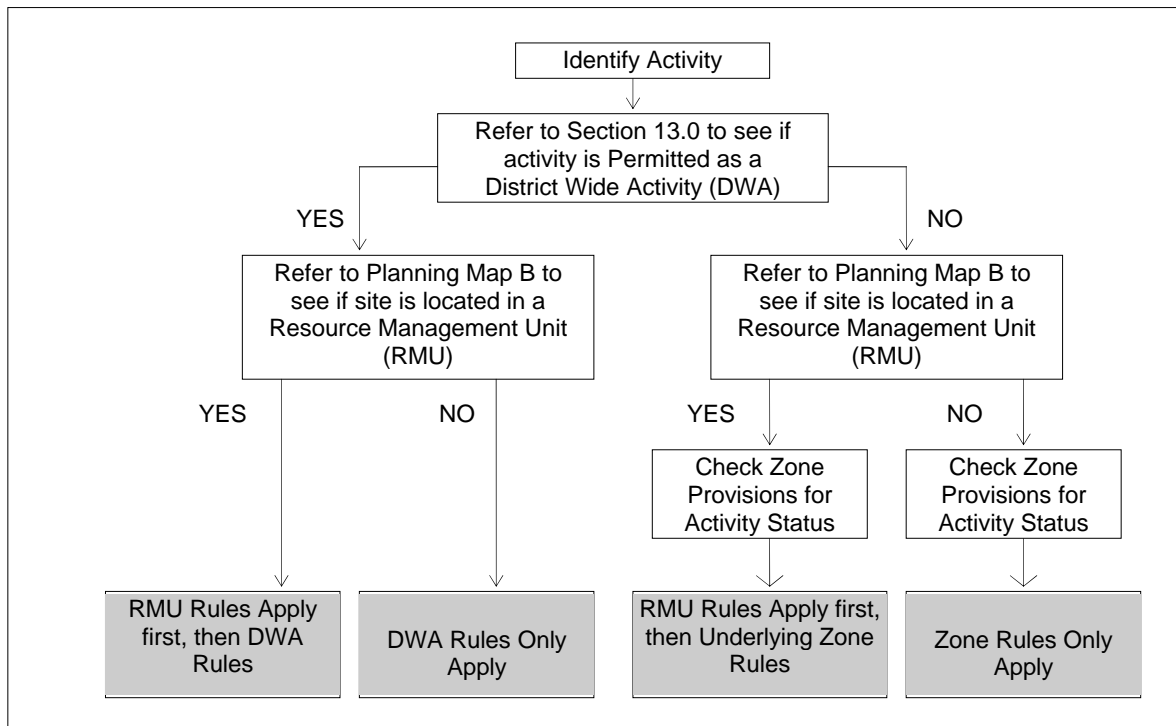 Identify Activity
Refer to Section 13.0 to see if
activity is Permitted as a
District Wide Activity (DWA)
YES
NO
Refer to Planning Map B to
see if site is located in a
Resource Management Unit
(RMU)
Refer to Planning Map B to
see if site is located in a
Resource Management Unit
(RMU)
YES
NO
YES
NO
Check Zone
Provisions for
Activity Status
Check Zone
Provisions for
Activity Status
RMU Rules Apply
first, then DWA
Rules
DWA Rules Only
Apply
RMU Rules Apply first,
then Underlying Zone
Rules
Zone Rules Only
Apply